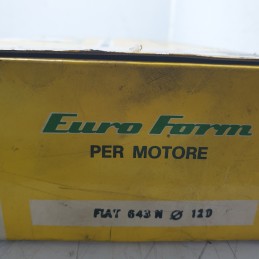 Euro Form
PER MOTORE
FIAT 643 N Ø 120